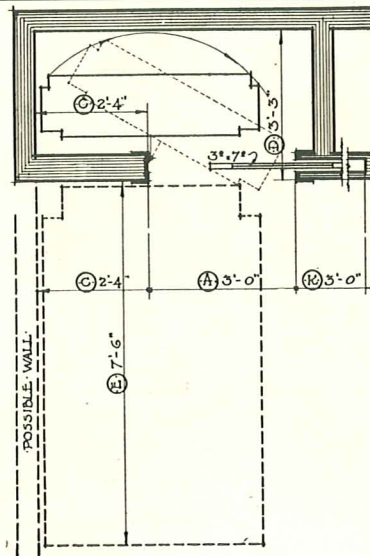 C 2'-4"
D 3'-3"
3° × 7°
C 2'-4"
A 3'-0"
K 3'-0"
E 7'-6"
POSSIBLE · WALL ·